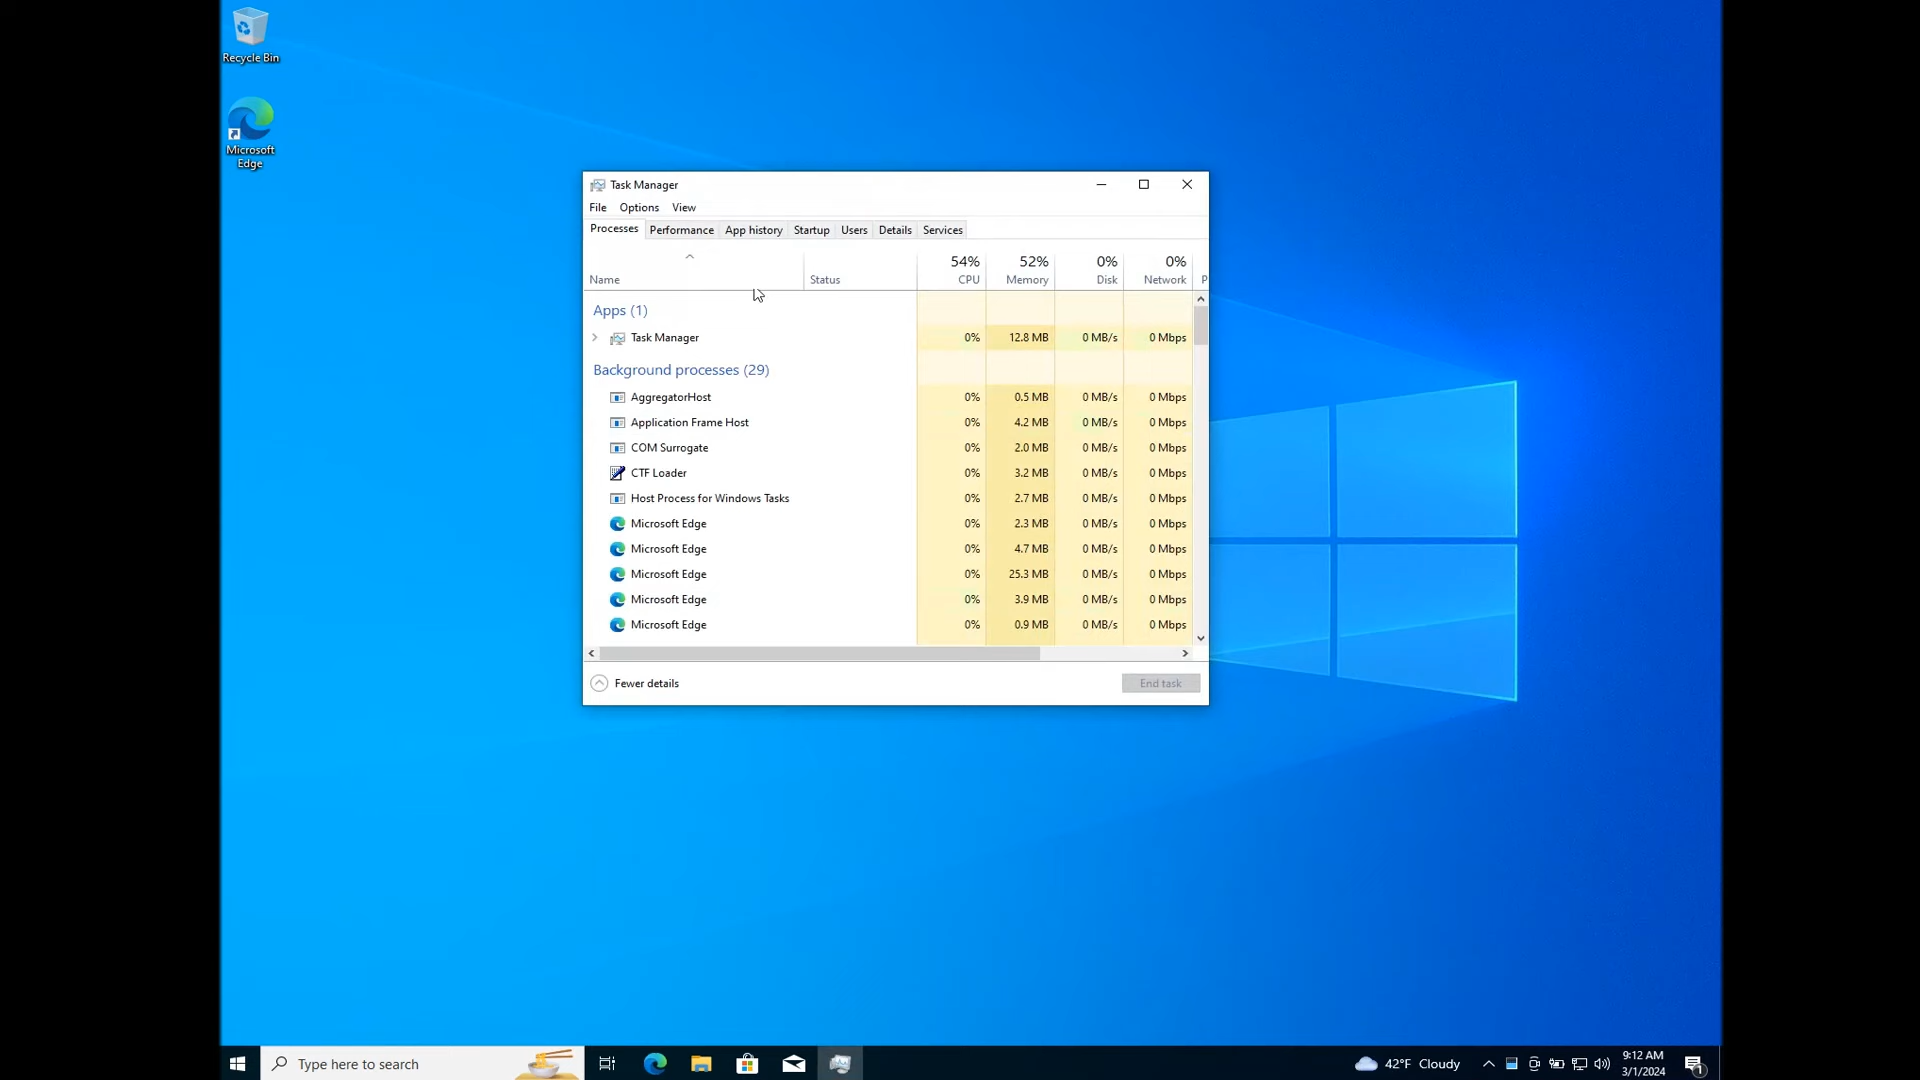 Recycle Bin
Microsoft
Edge
Task Manager
File Options View
Processes Performance App history Startup Users Details Services
54% 52% 0% 0%
Name Status CPU Memory Disk Network P
Apps (1)
Task Manager 0% 12.8 MB 0 MB/s 0 Mbps
Background processes (29)
AggregatorHost 0% 0.5 MB 0 MB/s 0 Mbps
Application Frame Host 0% 4.2 MB 0 MB/s 0 Mbps
COM Surrogate 0% 2.0 MB 0 MB/s 0 Mbps
CTF Loader 0% 3.2 MB 0 MB/s 0 Mbps
Host Process for Windows Tasks 0% 2.7 MB 0 MB/s 0 Mbps
Microsoft Edge 0% 2.3 MB 0 MB/s 0 Mbps
Microsoft Edge 0% 4.7 MB 0 MB/s 0 Mbps
Microsoft Edge 0% 25.3 MB 0 MB/s 0 Mbps
Microsoft Edge 0% 3.9 MB 0 MB/s 0 Mbps
Microsoft Edge 0% 0.9 MB 0 MB/s 0 Mbps
Fewer details End task
Type here to search
42°F Cloudy
9:12 AM
3/1/2024
1